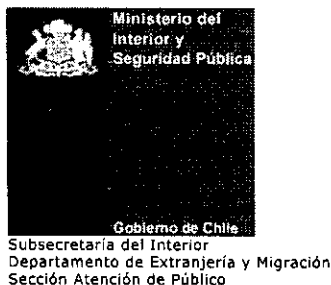 Ministerio del
Interior y
Seguridad Pública
Gobierno de Chile
Subsecretaría del Interior
Departamento de Extranjería y Migración
Sección Atención de Público